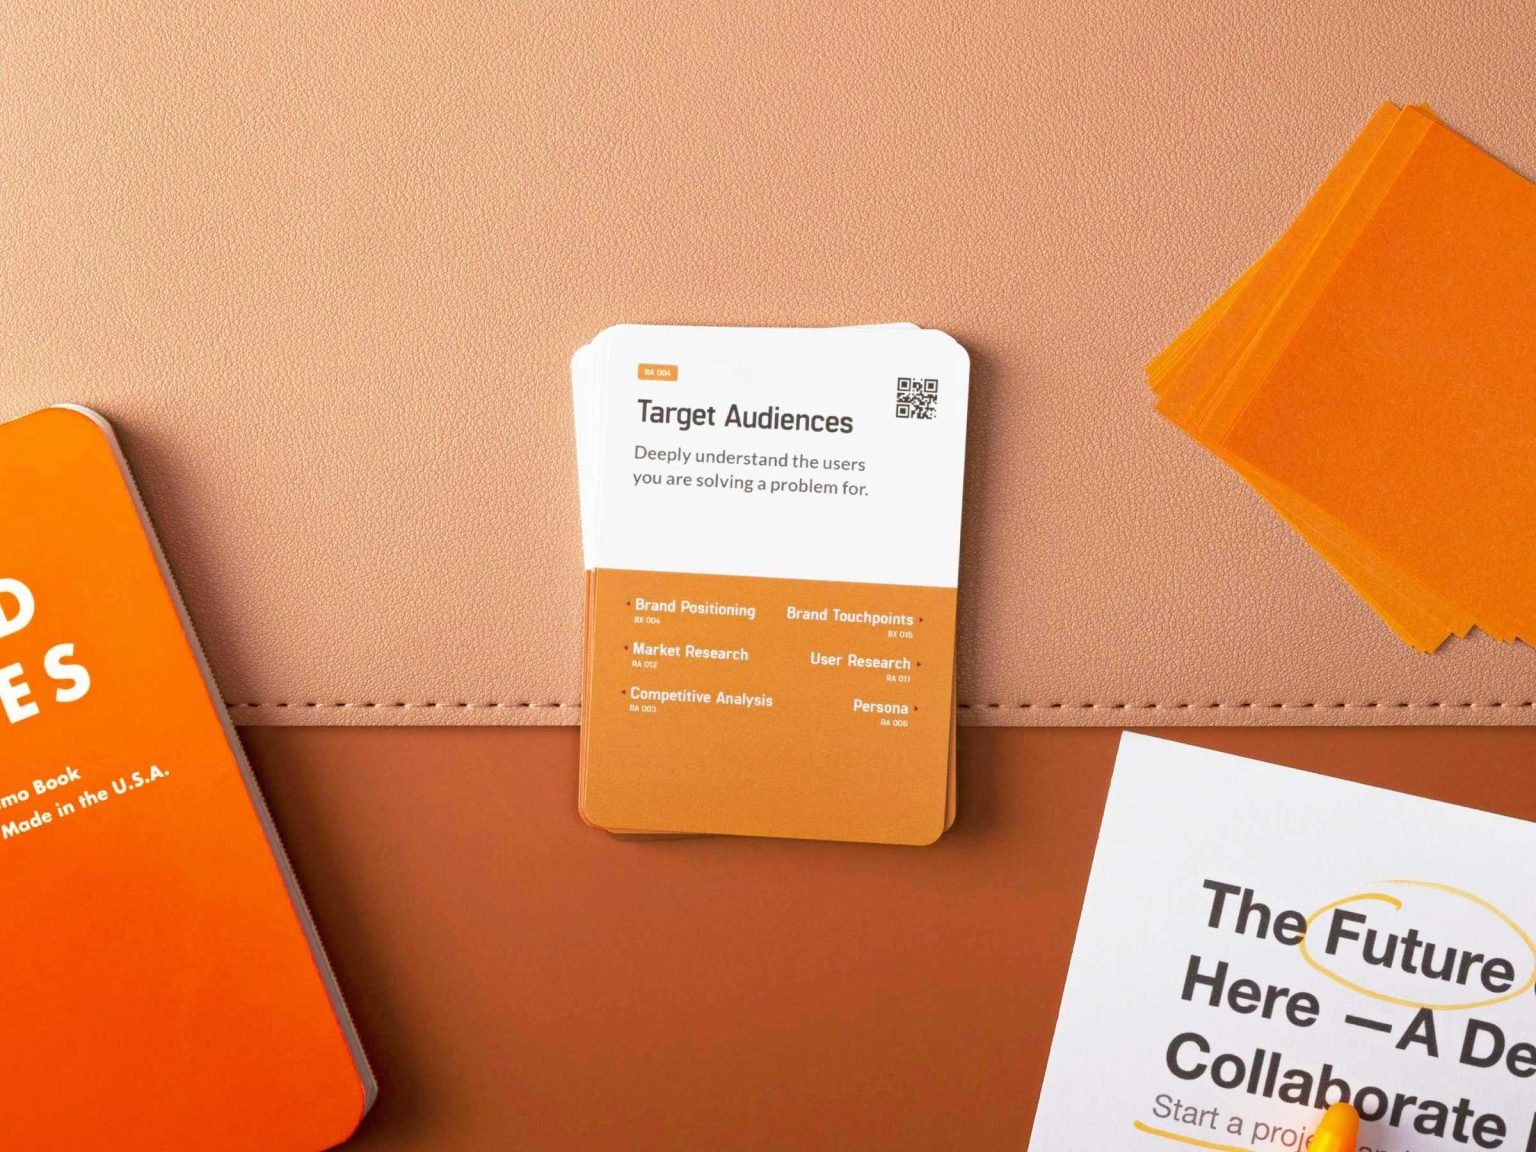 RA 004
Target Audiences
Deeply understand the users
you are solving a problem for.
Brand Positioning
BX 004
Market Research
RA 012
Competitive Analysis
RA 003
Brand Touchpoints
BX 015
User Research
RA 011
Persona
RA 006
D
ES
mo Book
Made in the U.S.A.
The Future
Here —A De
Collaborate
Start a proje